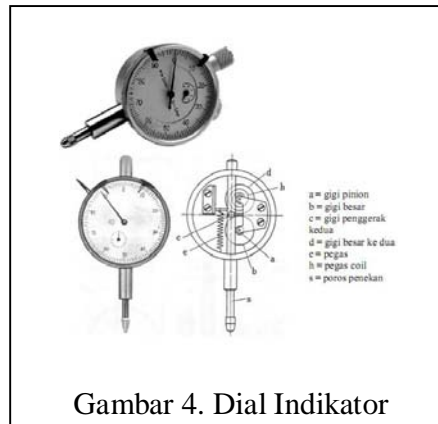 d
h
c
e
a
b
s
a = gigi pinion
b = gigi besar
c = gigi penggerak
kedua
d = gigi besar ke dua
e = pegas
h = pegas coil
s = poros penekan
Gambar 4. Dial Indikator